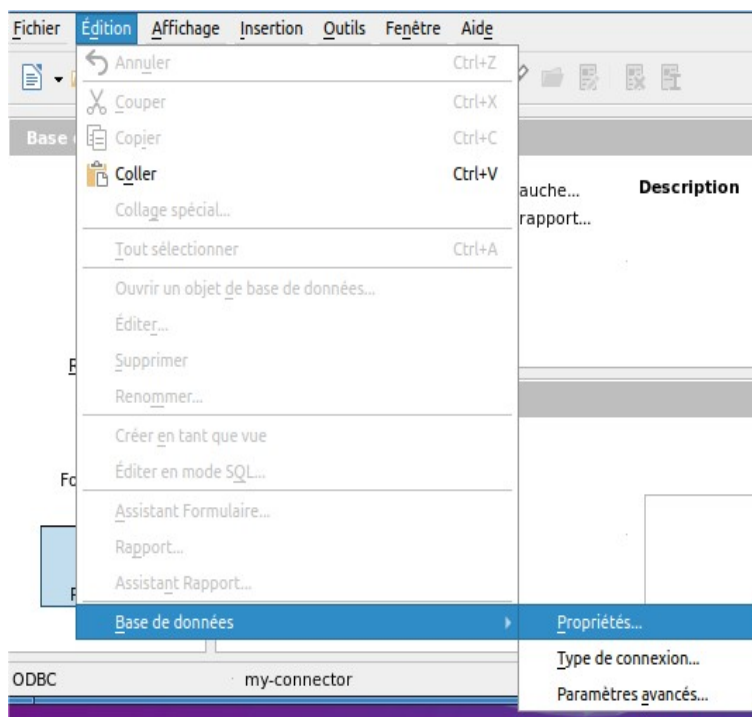 Fichier Édition Affichage Insertion Outils Fenêtre Aide
Annuler Ctrl+Z
Couper Ctrl+X
Base
Copier Ctrl+C
Coller Ctrl+V
auche... Description
Collage spécial...
rapport...
Tout sélectionner Ctrl+A
Ouvrir un objet de base de données...
Éditer...
Supprimer
Renommer...
Créer en tant que vue
Éditer en mode SQL...
Fo
Assistant Formulaire...
Rapport...
Assistant Rapport...
Base de données Propriétés...
Type de connexion...
ODBC my-connector
Paramètres avancés...